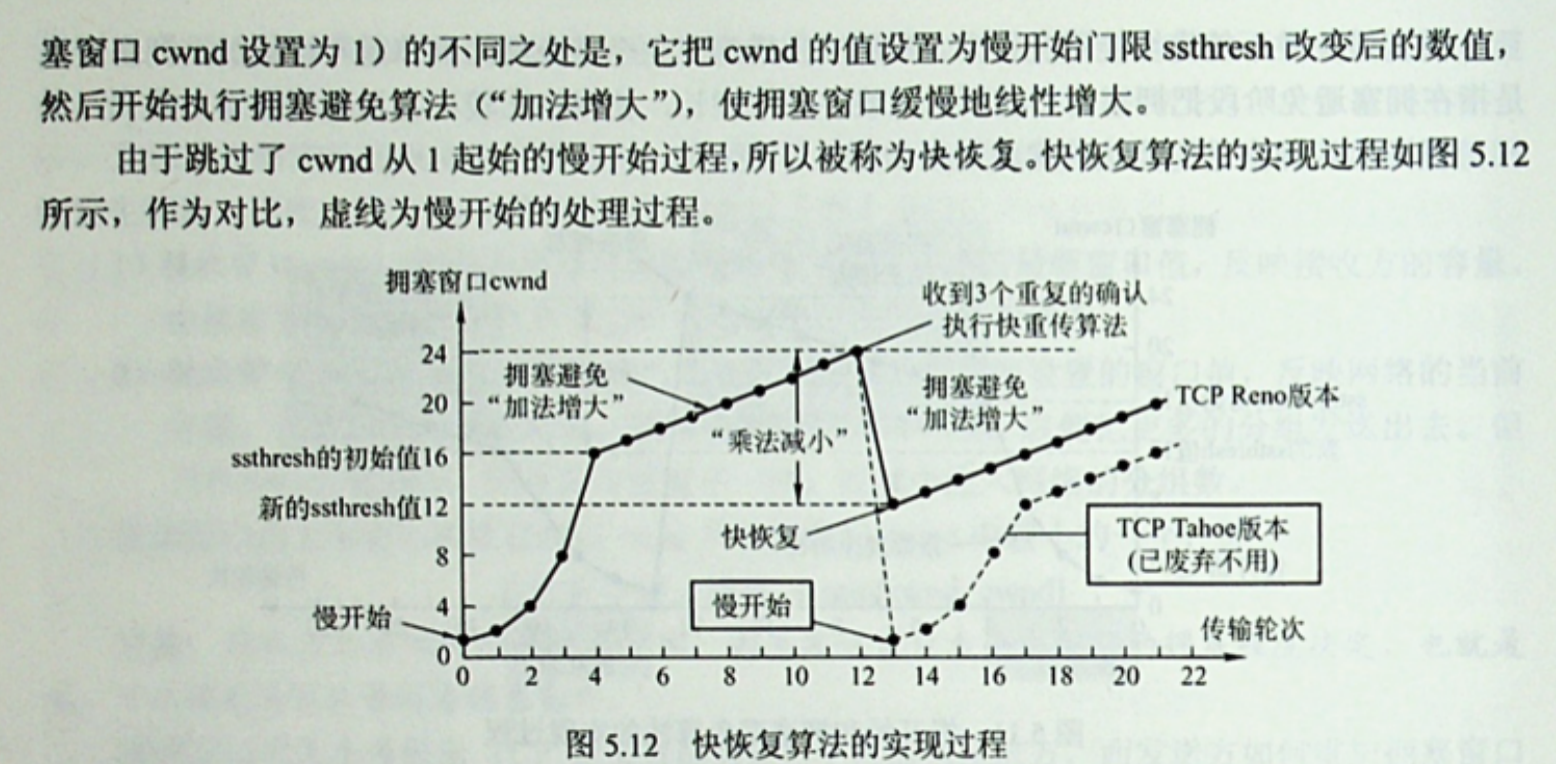 塞窗口 cwnd 设置为 1）的不同之处是，它把 cwnd 的值设置为慢开始门限 ssthresh 改变后的数值，
然后开始执行拥塞避免算法（“加法增大”），使拥塞窗口缓慢地线性增大。
由于跳过了 cwnd 从 1 起始的慢开始过程，所以被称为快恢复。快恢复算法的实现过程如图 5.12
所示，作为对比，虚线为慢开始的处理过程。
拥塞窗口cwnd
收到3个重复的确认
执行快重传算法
24
拥塞避免
“加法增大”
拥塞避免
“加法增大”
20
TCP Reno版本
“乘法减小”
ssthresh的初始值16
新的ssthresh值12
快恢复
TCP Tahoe版本
(已废弃不用)
8
4
慢开始
慢开始
传输轮次
0
0 2 4 6 8 10 12 14 16 18 20 22
图 5.12 快恢复算法的实现过程